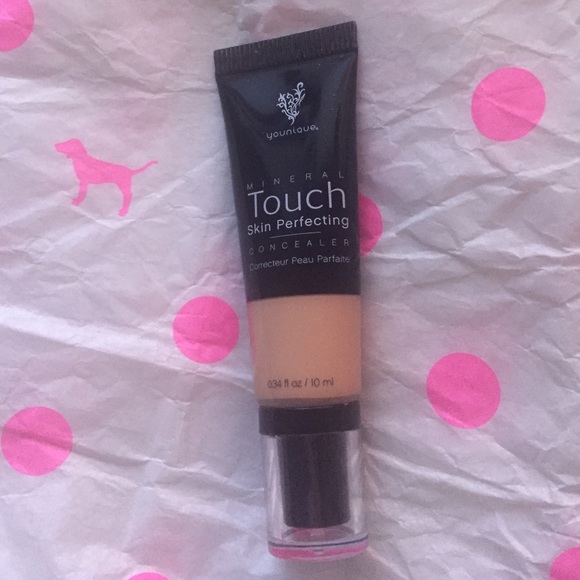 younique.
MINERAL
Touch
Skin Perfecting
CONCEALER
Correcteur Peau Parfaite
0.34 fl oz / 10 ml